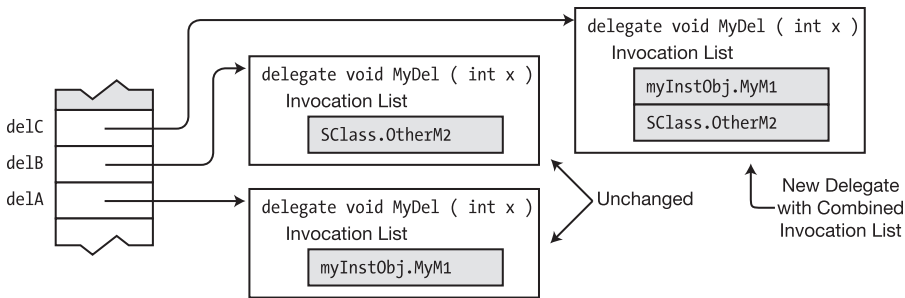 delegate void MyDel ( int x )
Invocation List
myInstObj.MyM1
SClass.OtherM2
delegate void MyDel ( int x )
Invocation List
SClass.OtherM2
delC
delB
delA
delegate void MyDel ( int x )
Invocation List
myInstObj.MyM1
Unchanged
New Delegate
with Combined
Invocation List